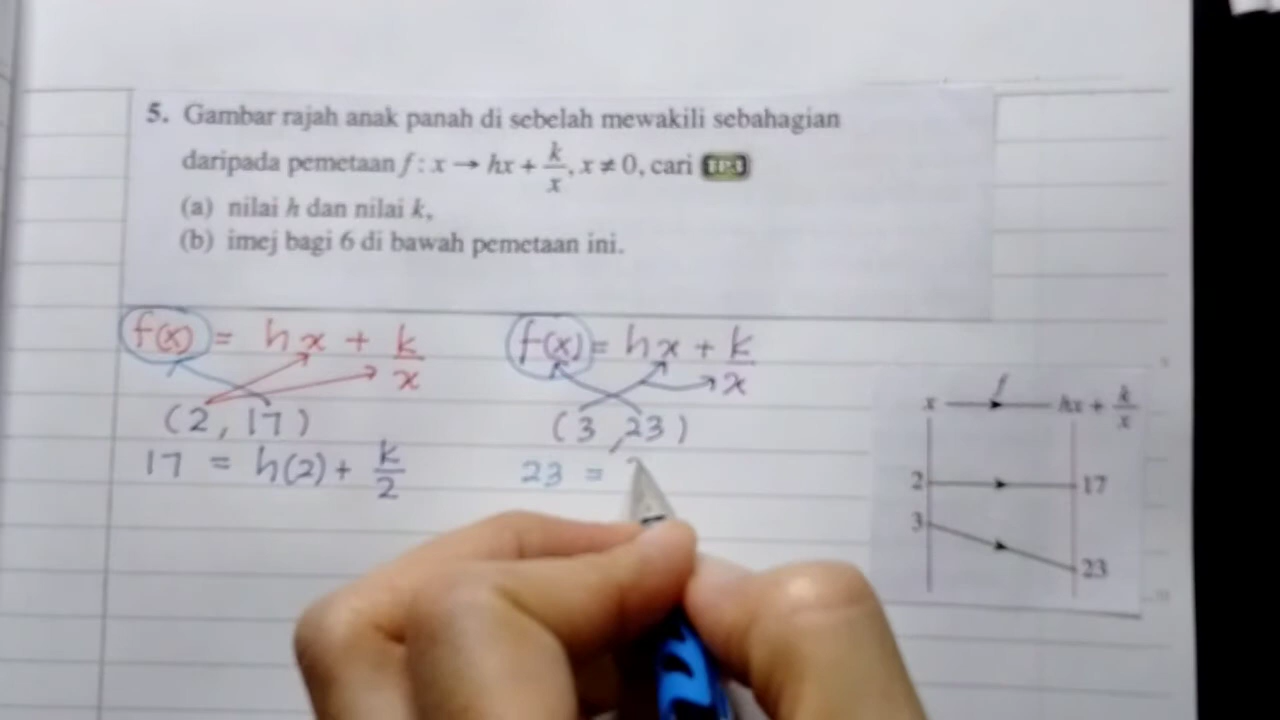 5. Gambar rajah anak panah di sebelah mewakili sebahagian
daripada pemetaan f : x → hx + k/x, x ≠ 0, cari
(a) nilai h dan nilai k,
(b) imej bagi 6 di bawah pemetaan ini.
f(x) = hx + k/x
(2, 17)
17 = h(2) + k/2
f(x) = hx + k/x
(3, 23)
23 =
x f hx + k/x
2 17
3 23